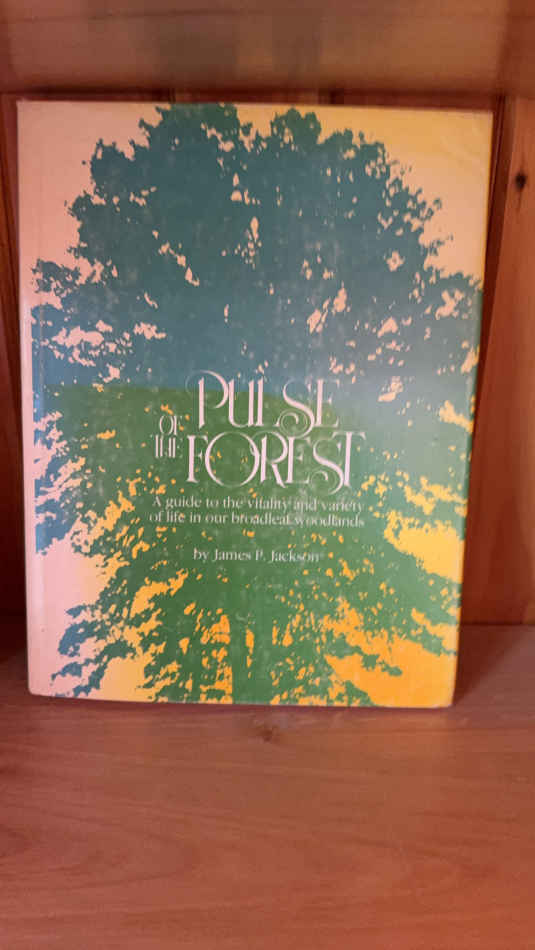 PULSE
OF
THE FOREST
A guide to the vitality and variety
of life in our broadleaf woodlands
by James P. Jackson